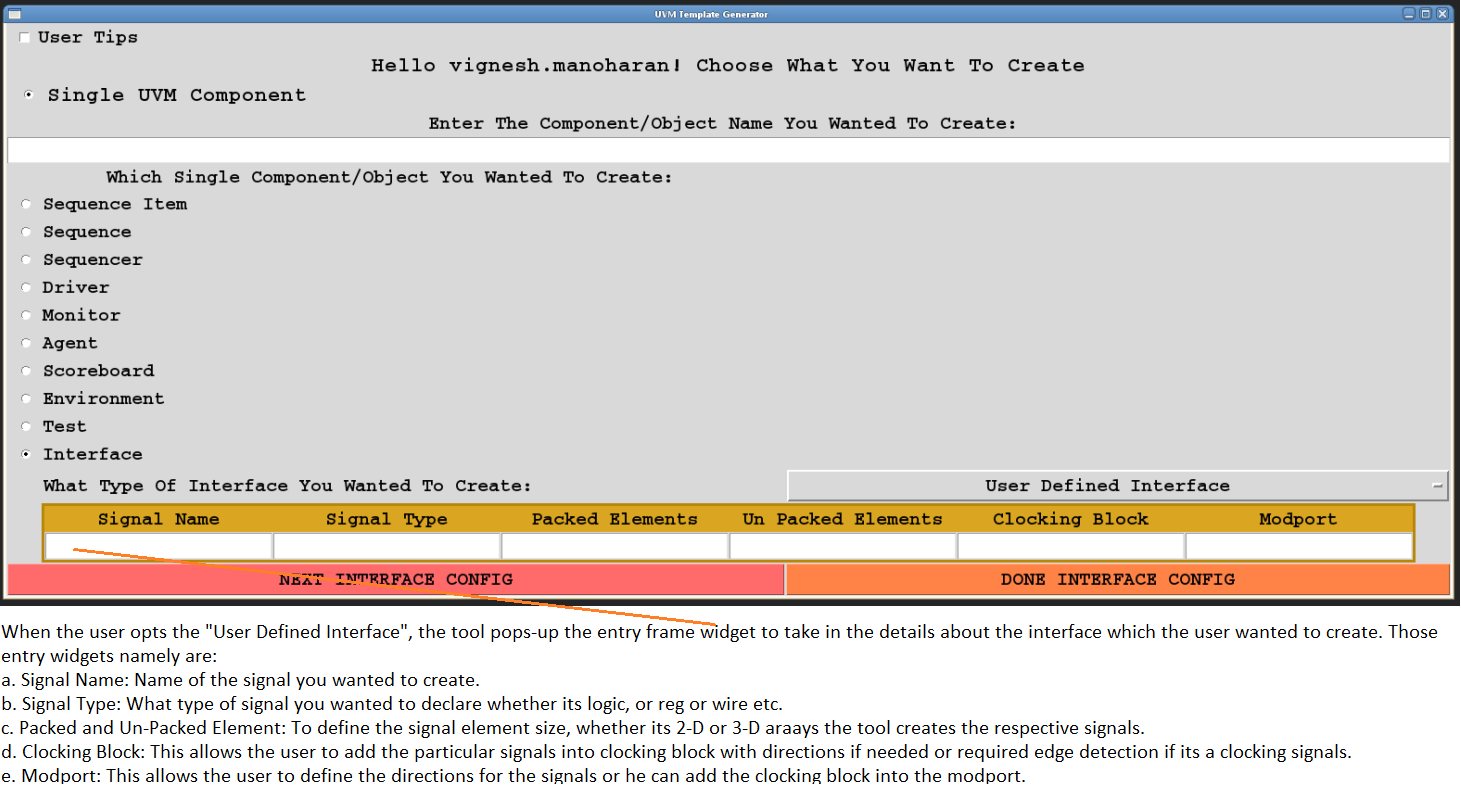 UVM Template Generator
User Tips
Hello vignesh.manoharan! Choose What You Want To Create
Single UVM Component
Enter The Component/Object Name You Wanted To Create:
Which Single Component/Object You Wanted To Create:
Sequence Item
Sequence
Sequencer
Driver
Monitor
Agent
Scoreboard
Environment
Test
Interface
What Type Of Interface You Wanted To Create: User Defined Interface
Signal Name Signal Type Packed Elements Un Packed Elements Clocking Block Modport
NEXT INTERFACE CONFIG DONE INTERFACE CONFIG
When the user opts the "User Defined Interface", the tool pops-up the entry frame widget to take in the details about the interface which the user wanted to create. Those
entry widgets namely are:
a. Signal Name: Name of the signal you wanted to create.
b. Signal Type: What type of signal you wanted to declare whether its logic, or reg or wire etc.
c. Packed and Un-Packed Element: To define the signal element size, whether its 2-D or 3-D araays the tool creates the respective signals.
d. Clocking Block: This allows the user to add the particular signals into clocking block with directions if needed or required edge detection if its a clocking signals.
e. Modport: This allows the user to define the directions for the signals or he can add the clocking block into the modport.